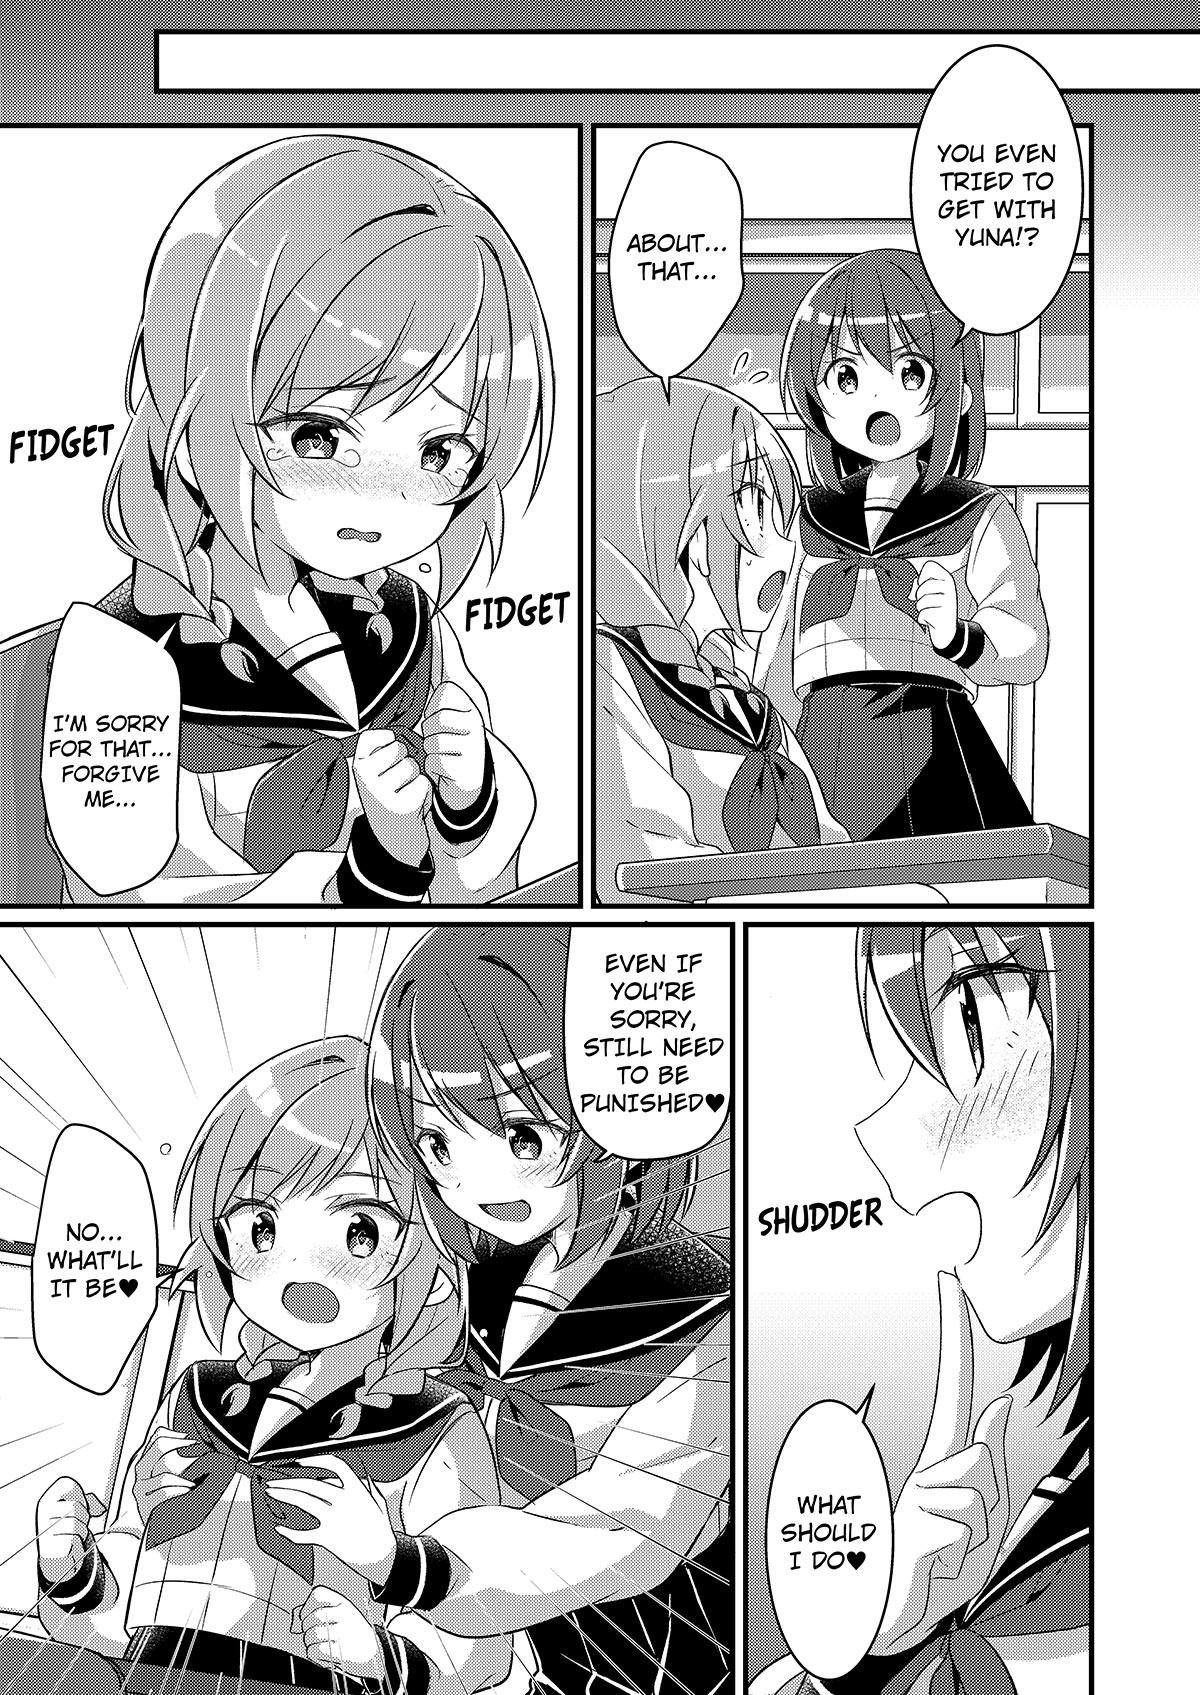 YOU EVEN
TRIED TO
GET WITH
YUNA!?
ABOUT...
THAT...
FIDGET
FIDGET
I'M SORRY
FOR THAT...
FORGIVE
ME...
SHUDDER
WHAT
SHOULD
I DO♥
EVEN IF
YOU'RE
SORRY,
STILL NEED
TO BE
PUNISHED♥
NO...
WHAT'LL
IT BE♥